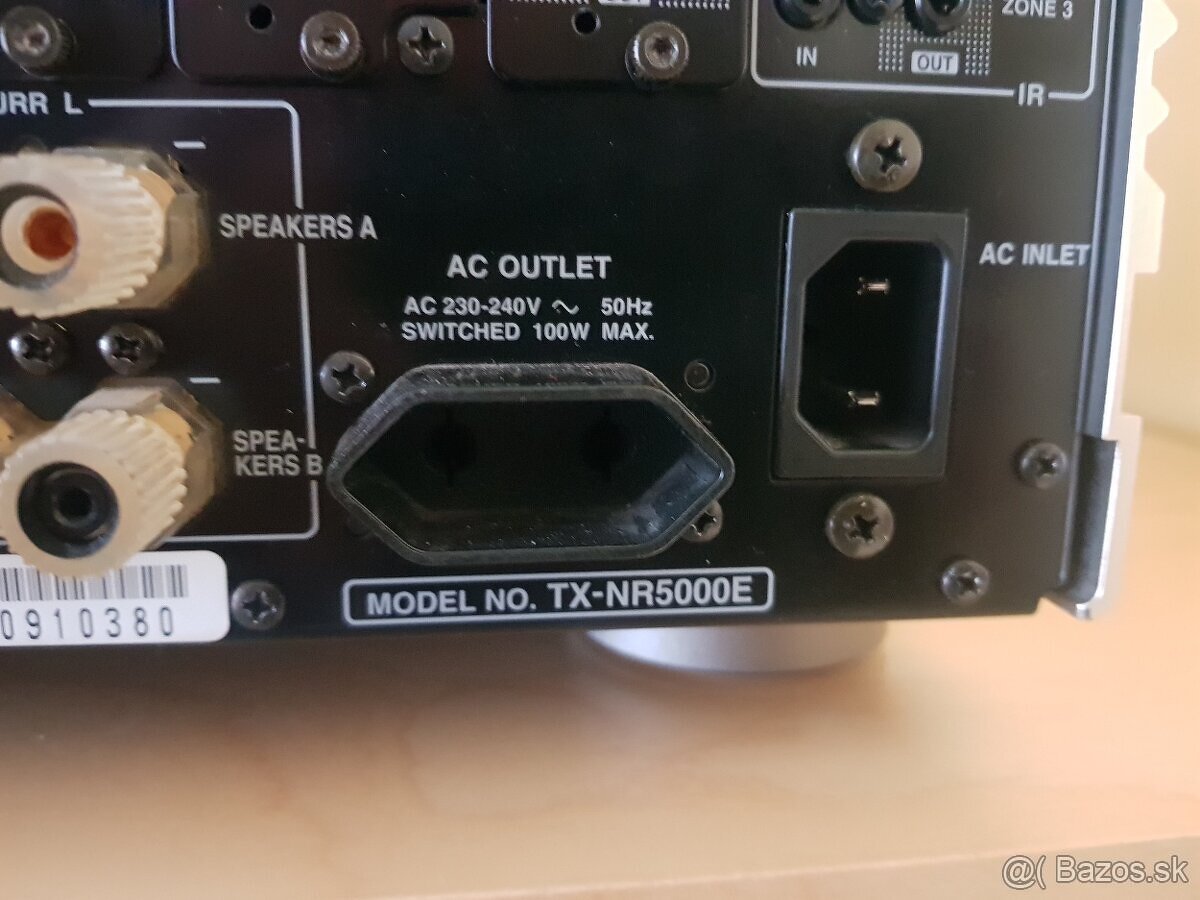 ZONE 3
IN
OUT
IR
URR L
SPEAKERS A
AC OUTLET
AC INLET
AC 230-240V ~ 50Hz
SWITCHED 100W MAX.
SPEA-
KERS B
MODEL NO. TX-NR5000E
0910380
@( Bazos.sk